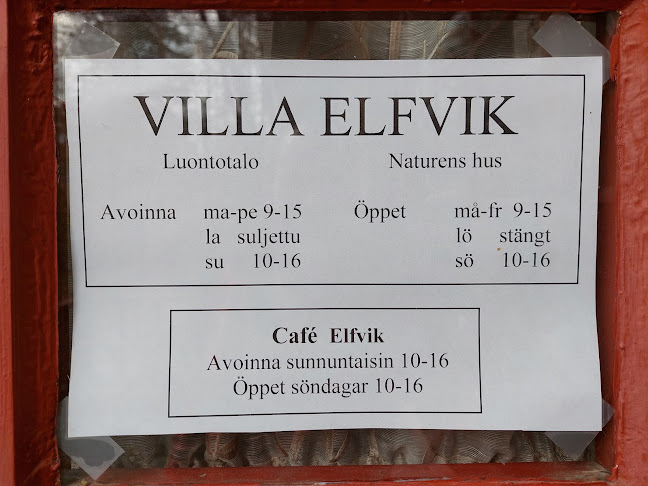 VILLA ELFVIK
Luontotalo Naturens hus
Avoinna ma-pe 9-15 Öppet må-fr 9-15
la suljettu lö stängt
su 10-16 sö 10-16
Café Elfvik
Avoinna sunnuntaisin 10-16
Öppet söndagar 10-16